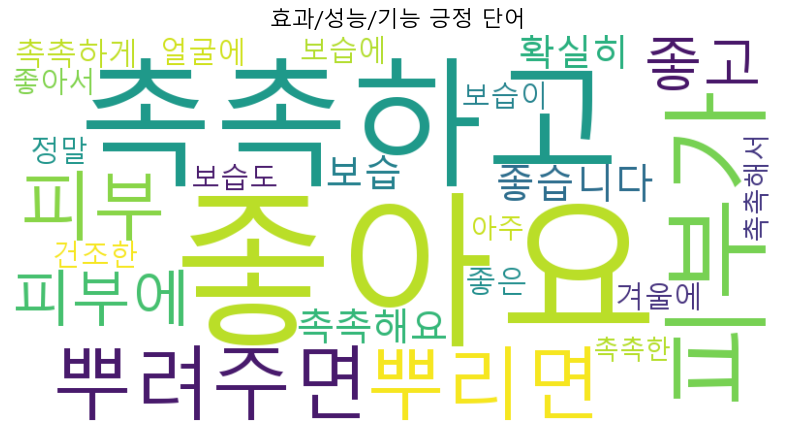 효과/성능/기능 긍정 단어
촉촉하게 얼굴에 보습에 확실히 좋고
좋아서 촉촉하고 보습이 피부가
정말 보습도 보습 좋습니다 촉촉해서
피부 좋아요 아주
건조한 좋은 겨울에
피부에 촉촉해요 촉촉한
뿌려주면 뿌리면